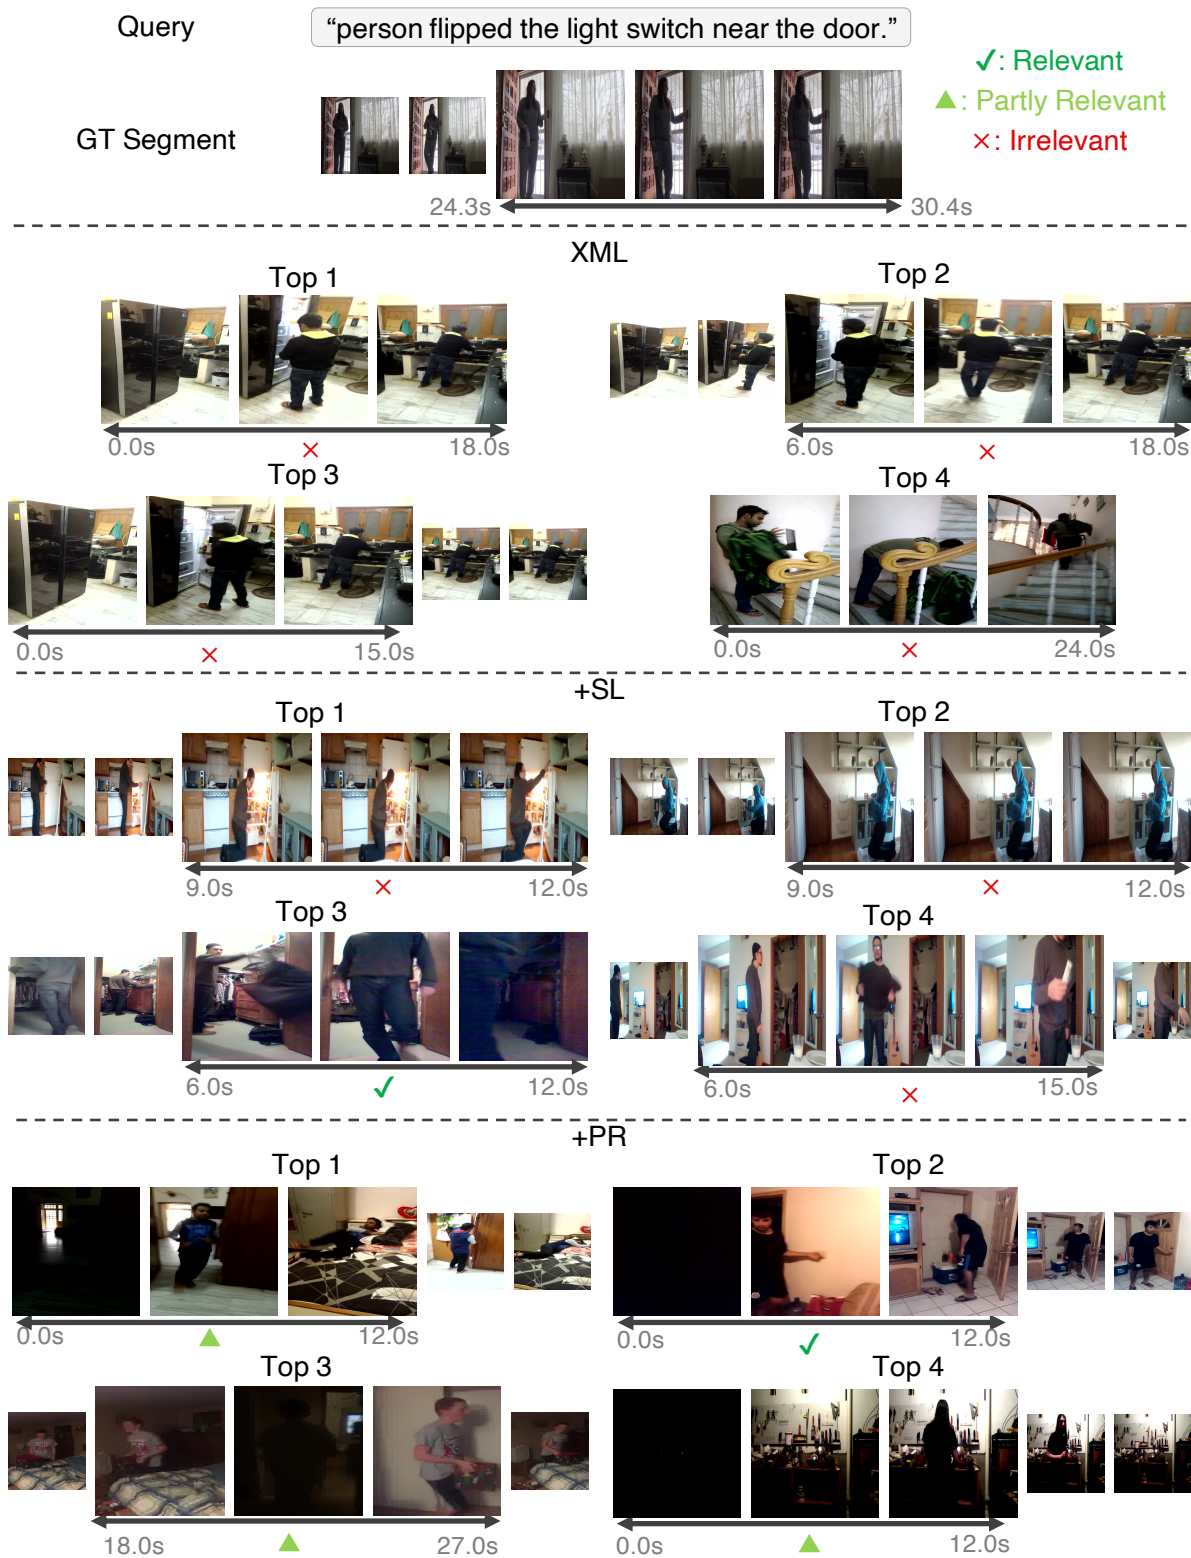 Query
“person flipped the light switch near the door.”
✓: Relevant
▲: Partly Relevant
×: Irrelevant
GT Segment
24.3s
30.4s
XML
Top 1
Top 2
0.0s
×
18.0s
6.0s
×
18.0s
Top 3
Top 4
0.0s
×
15.0s
0.0s
×
24.0s
+SL
Top 1
Top 2
9.0s
×
12.0s
9.0s
×
12.0s
Top 3
Top 4
6.0s
✓
12.0s
6.0s
×
15.0s
+PR
Top 1
Top 2
0.0s
▲
12.0s
0.0s
✓
12.0s
Top 3
Top 4
18.0s
▲
27.0s
0.0s
▲
12.0s